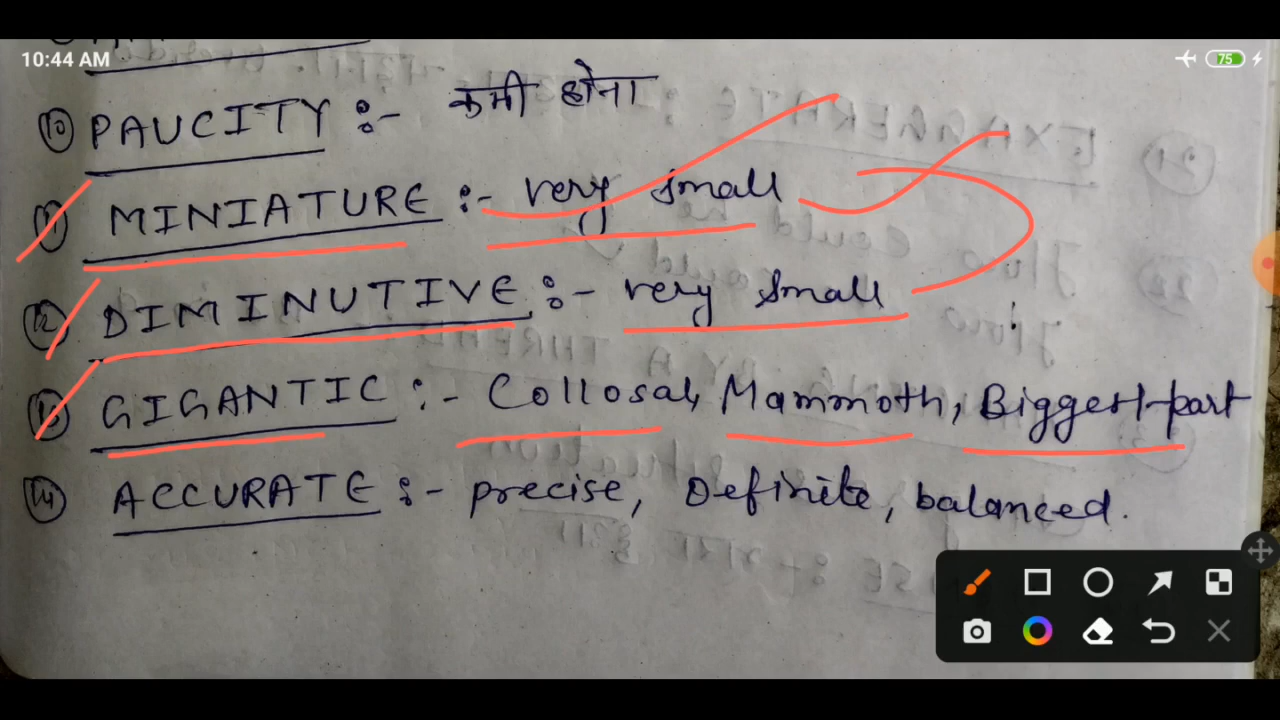 10:44 AM 75
⑩ PAUCITY :- कमी होना
⑪ MINIATURE :- very small
⑫ DIMINUTIVE :- very small
⑬ GIGANTIC :- Collosal, Mammoth, Biggest part
⑭ ACCURATE :- precise, Definite, balanced.